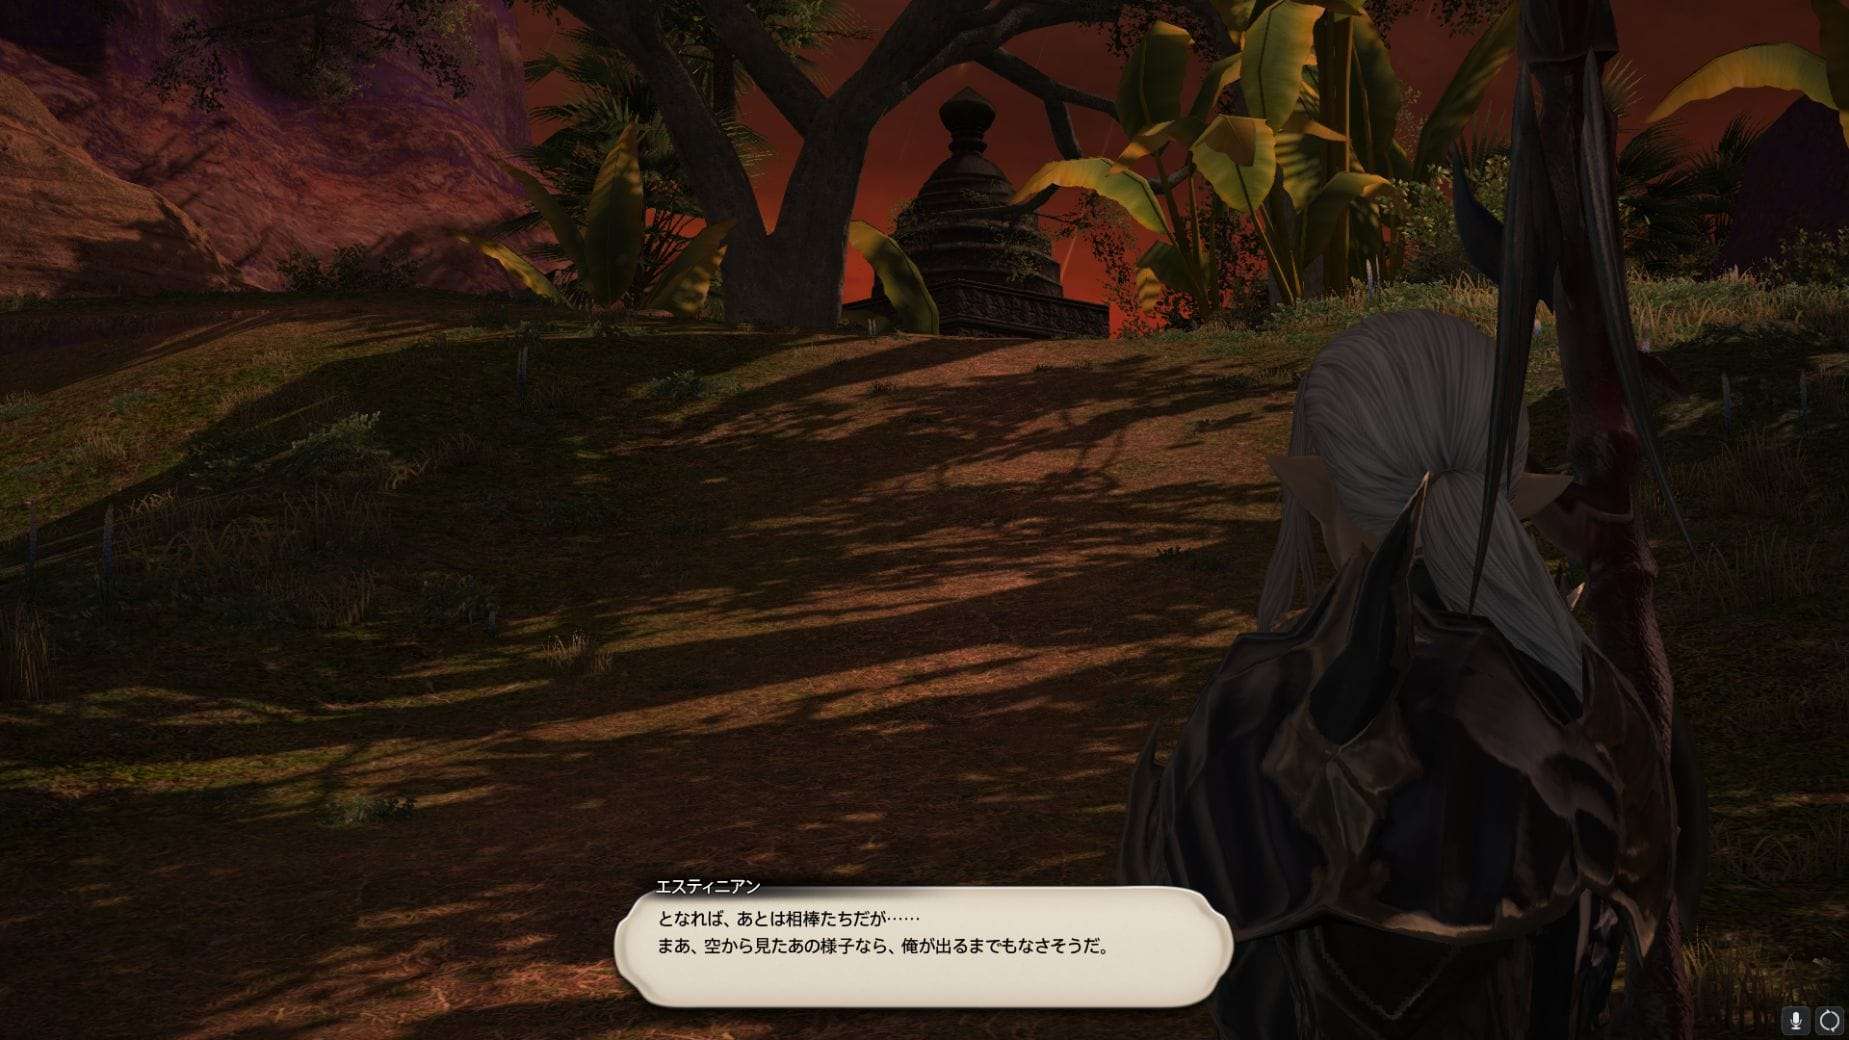 エスティニアン
となれば、あとは相棒たちだが……
まあ、空から見たあの様子なら、俺が出るまでもなさそうだ。